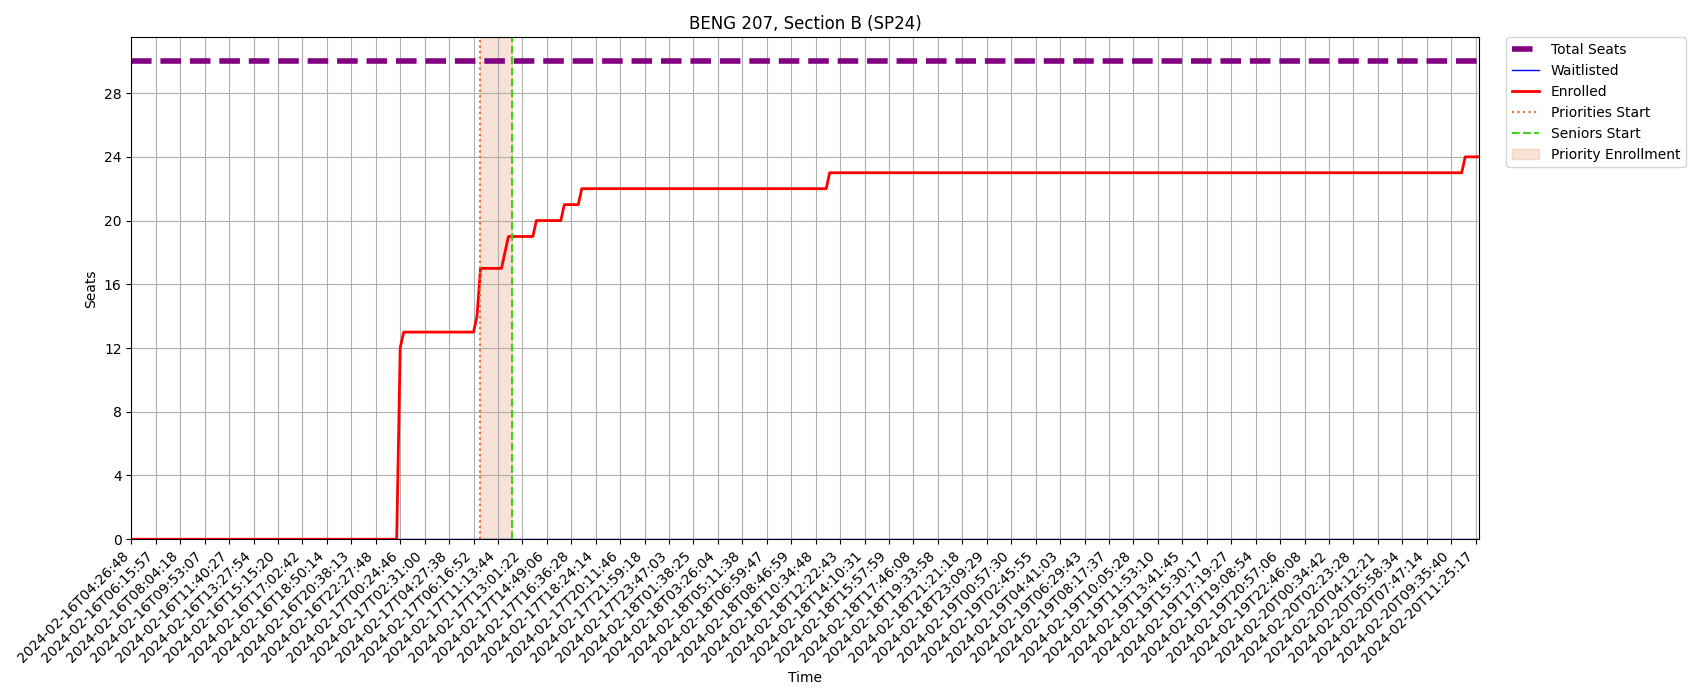 BENG 207, Section B (SP24)
Total Seats
Waitlisted
Enrolled
Priorities Start
Seniors Start
Priority Enrollment
Seats
28
24
20
16
12
8
4
0
2024-02-16T04:26:48
2024-02-16T06:15:57
2024-02-16T08:04:18
2024-02-16T09:53:07
2024-02-16T11:40:27
2024-02-16T13:27:54
2024-02-16T15:15:20
2024-02-16T17:02:42
2024-02-16T18:50:14
2024-02-16T20:38:13
2024-02-16T22:27:48
2024-02-17T00:24:46
2024-02-17T02:31:00
2024-02-17T04:27:38
2024-02-17T06:16:52
2024-02-17T11:13:44
2024-02-17T13:01:22
2024-02-17T14:49:06
2024-02-17T16:36:28
2024-02-17T18:24:14
2024-02-17T20:11:46
2024-02-17T21:59:18
2024-02-17T23:47:03
2024-02-18T01:38:25
2024-02-18T03:26:04
2024-02-18T05:11:38
2024-02-18T06:59:47
2024-02-18T08:46:59
2024-02-18T10:34:48
2024-02-18T12:22:43
2024-02-18T14:10:31
2024-02-18T15:57:59
2024-02-18T17:46:08
2024-02-18T19:33:58
2024-02-18T21:21:18
2024-02-18T23:09:29
2024-02-19T00:57:30
2024-02-19T02:45:55
2024-02-19T04:41:03
2024-02-19T06:29:43
2024-02-19T08:17:37
2024-02-19T10:05:28
2024-02-19T11:53:10
2024-02-19T13:41:45
2024-02-19T15:30:17
2024-02-19T17:19:27
2024-02-19T19:08:54
2024-02-19T20:57:06
2024-02-19T22:46:08
2024-02-20T00:34:42
2024-02-20T02:23:28
2024-02-20T04:12:21
2024-02-20T05:58:34
2024-02-20T07:47:14
2024-02-20T09:35:40
2024-02-20T11:25:17
Time